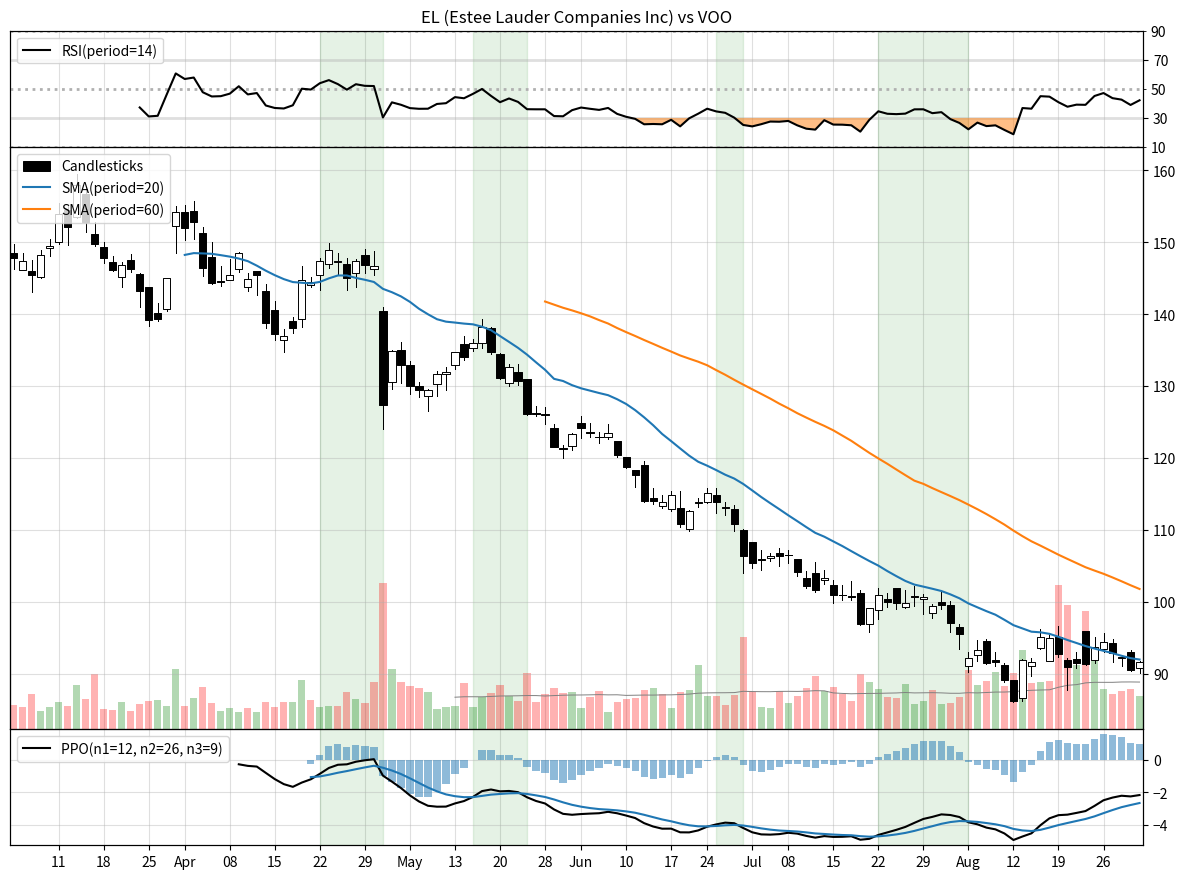 EL (Estee Lauder Companies Inc) vs VOO
RSI(period=14)
90
70
50
30
10
Candlesticks
SMA(period=20)
SMA(period=60)
160
150
140
130
120
110
100
90
PPO(n1=12, n2=26, n3=9)
0
−2
−4
11 18 25 Apr 08 15 22 29 May 13 20 28 Jun 10 17 24 Jul 08 15 22 29 Aug 12 19 26